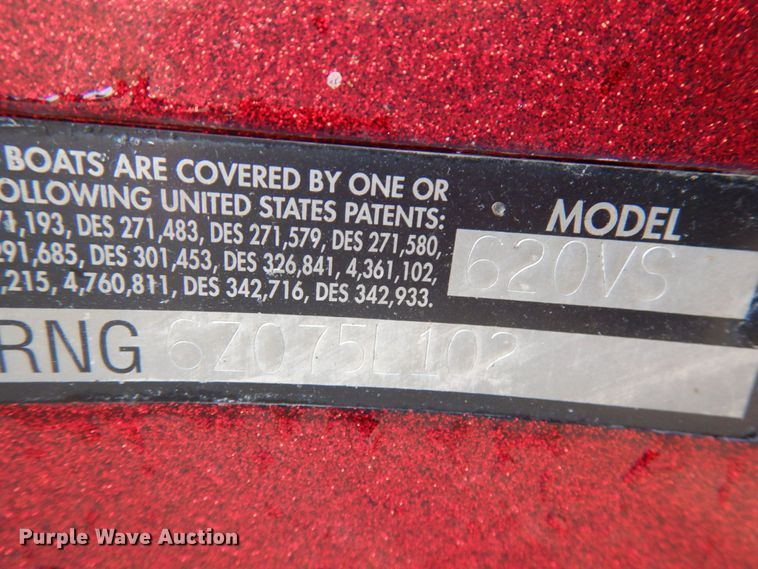 BOATS ARE COVERED BY ONE OR
OLLOWING UNITED STATES PATENTS:
71,193, DES 271,483, DES 271,579, DES 271,580,
291,685, DES 301,453, DES 326,841, 4,361,102,
,215, 4,760,811, DES 342,716, DES 342,933.
MODEL
620VS
RNG 6Z075L102
Purple Wave Auction